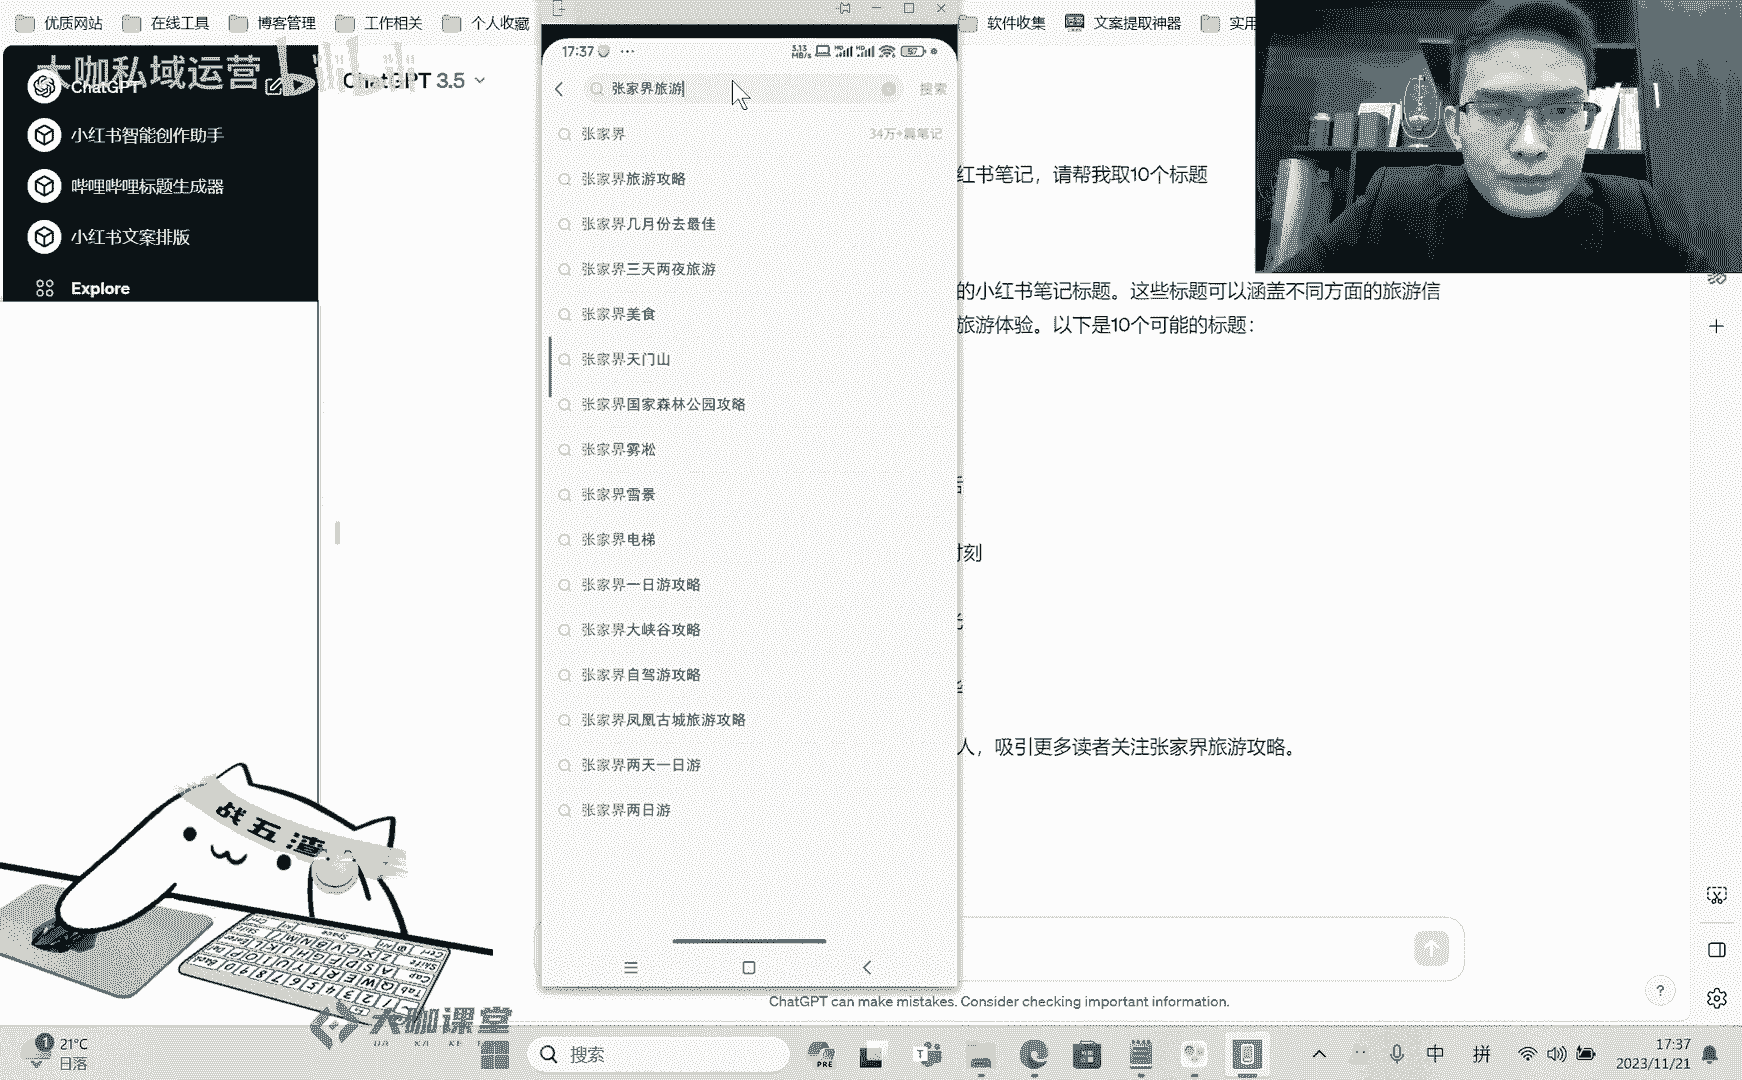 优质网站
在线工具
博客管理
工作相关
个人收藏
软件收集
文案提取神器
实用
大咖私域运营
bilibili
ChatGPT
ChatGPT 3.5
小红书智能创作助手
哔哩哔哩标题生成器
小红书文案排版
Explore
17:37
张家界旅游
搜索
张家界
34万+篇笔记
张家界旅游攻略
张家界几月份去最佳
张家界三天两夜旅游
张家界美食
张家界天门山
张家界国家森林公园攻略
张家界雾凇
张家界雪景
张家界电梯
张家界一日游攻略
张家界大峡谷攻略
张家界自驾游攻略
张家界凤凰古城旅游攻略
张家界两天一日游
张家界两日游
红书笔记，请帮我取10个标题
的小红书笔记标题。这些标题可以涵盖不同方面的旅游信
旅游体验。以下是10个可能的标题：
时刻
人，吸引更多读者关注张家界旅游攻略。
ChatGPT can make mistakes. Consider checking important information.
?
战五渣
大咖课堂
DA KA KE
1
21°C
日落
搜索
PRE
中
拼
17:37
2023/11/21